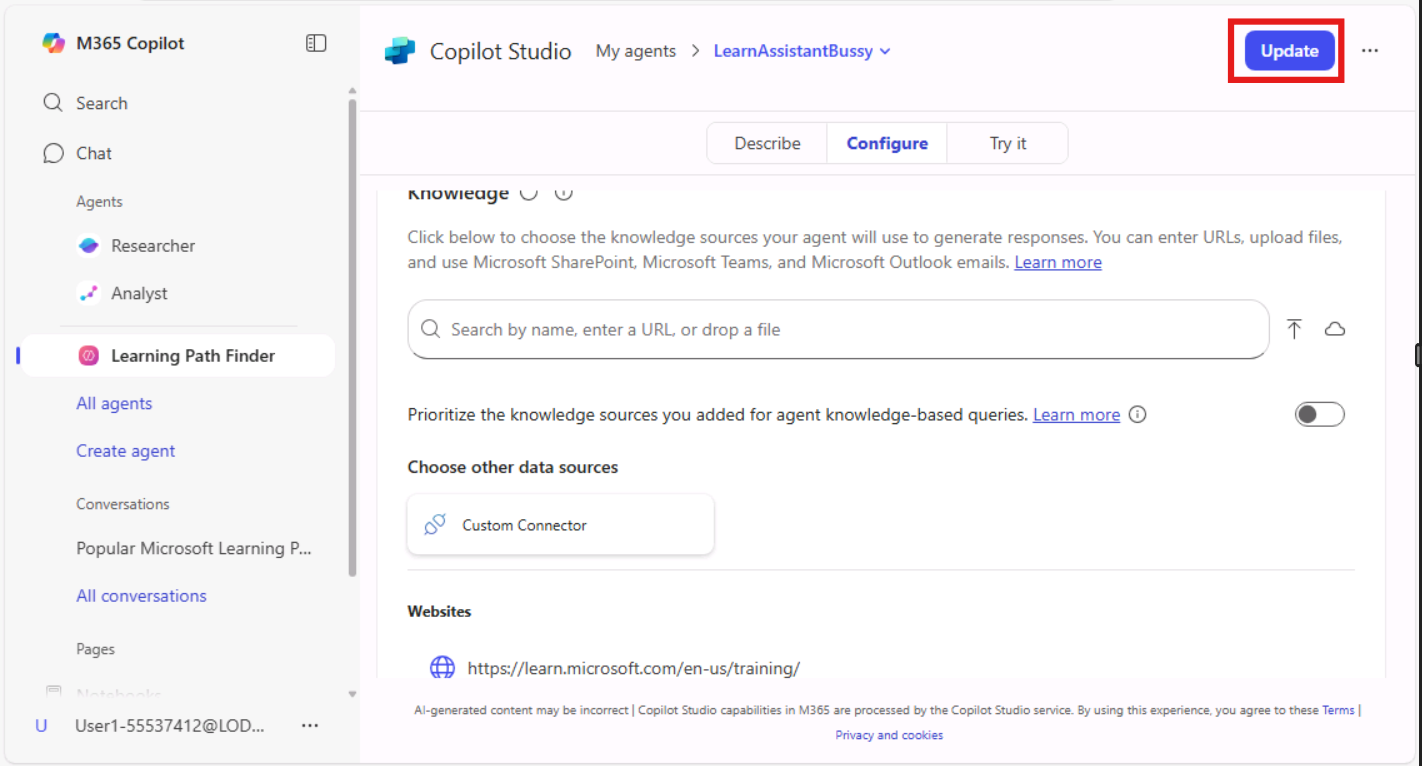 M365 Copilot
Search
Chat
Agents
Researcher
Analyst
Learning Path Finder
All agents
Create agent
Conversations
Popular Microsoft Learning P...
All conversations
Pages
Notebooks
U User1-55537412@LOD... ...
Copilot Studio My agents > LearnAssistantBussy
Update ...
Describe Configure Try it
Knowledge
Click below to choose the knowledge sources your agent will use to generate responses. You can enter URLs, upload files,
and use Microsoft SharePoint, Microsoft Teams, and Microsoft Outlook emails. Learn more
Search by name, enter a URL, or drop a file
Prioritize the knowledge sources you added for agent knowledge-based queries. Learn more
Choose other data sources
Custom Connector
Websites
https://learn.microsoft.com/en-us/training/
AI-generated content may be incorrect | Copilot Studio capabilities in M365 are processed by the Copilot Studio service. By using this experience, you agree to these Terms |
Privacy and cookies